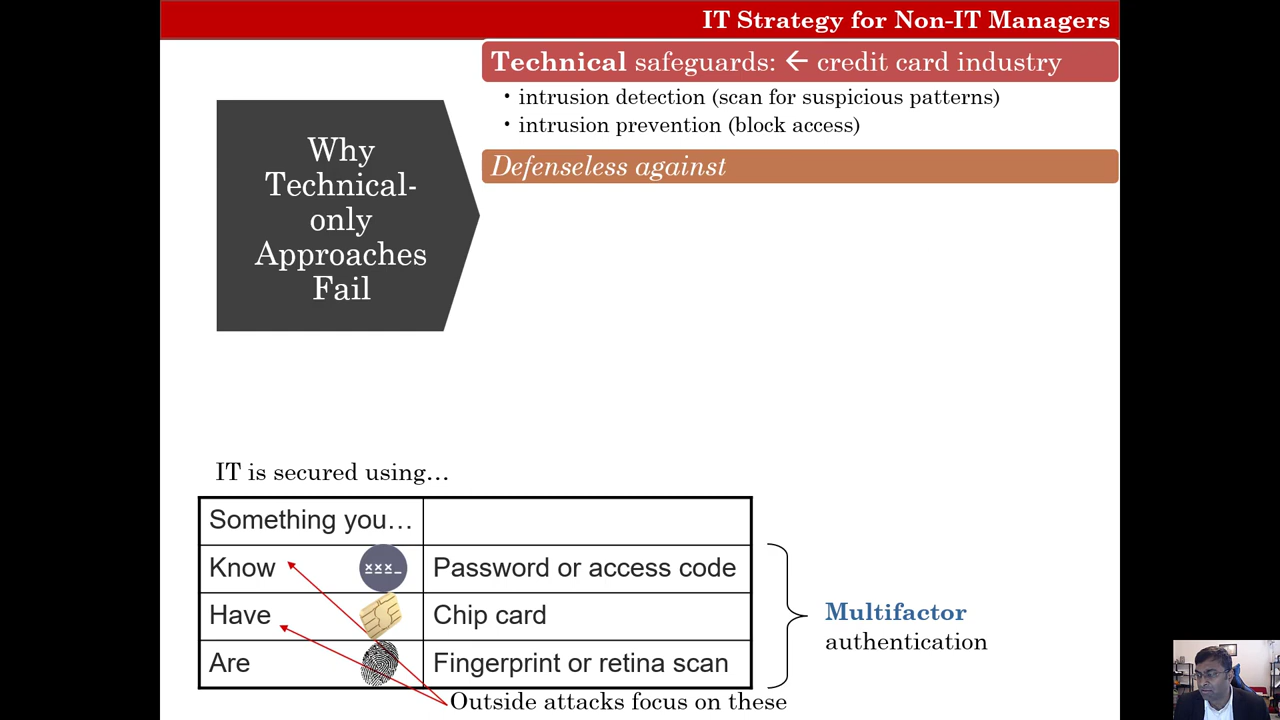 IT Strategy for Non-IT Managers
Technical safeguards: ← credit card industry
• intrusion detection (scan for suspicious patterns)
• intrusion prevention (block access)
Defenseless against
Why
Technical-
only
Approaches
Fail
IT is secured using…
Something you…
Know xxx_ Password or access code
Have Chip card
Are Fingerprint or retina scan
Multifactor
authentication
Outside attacks focus on these